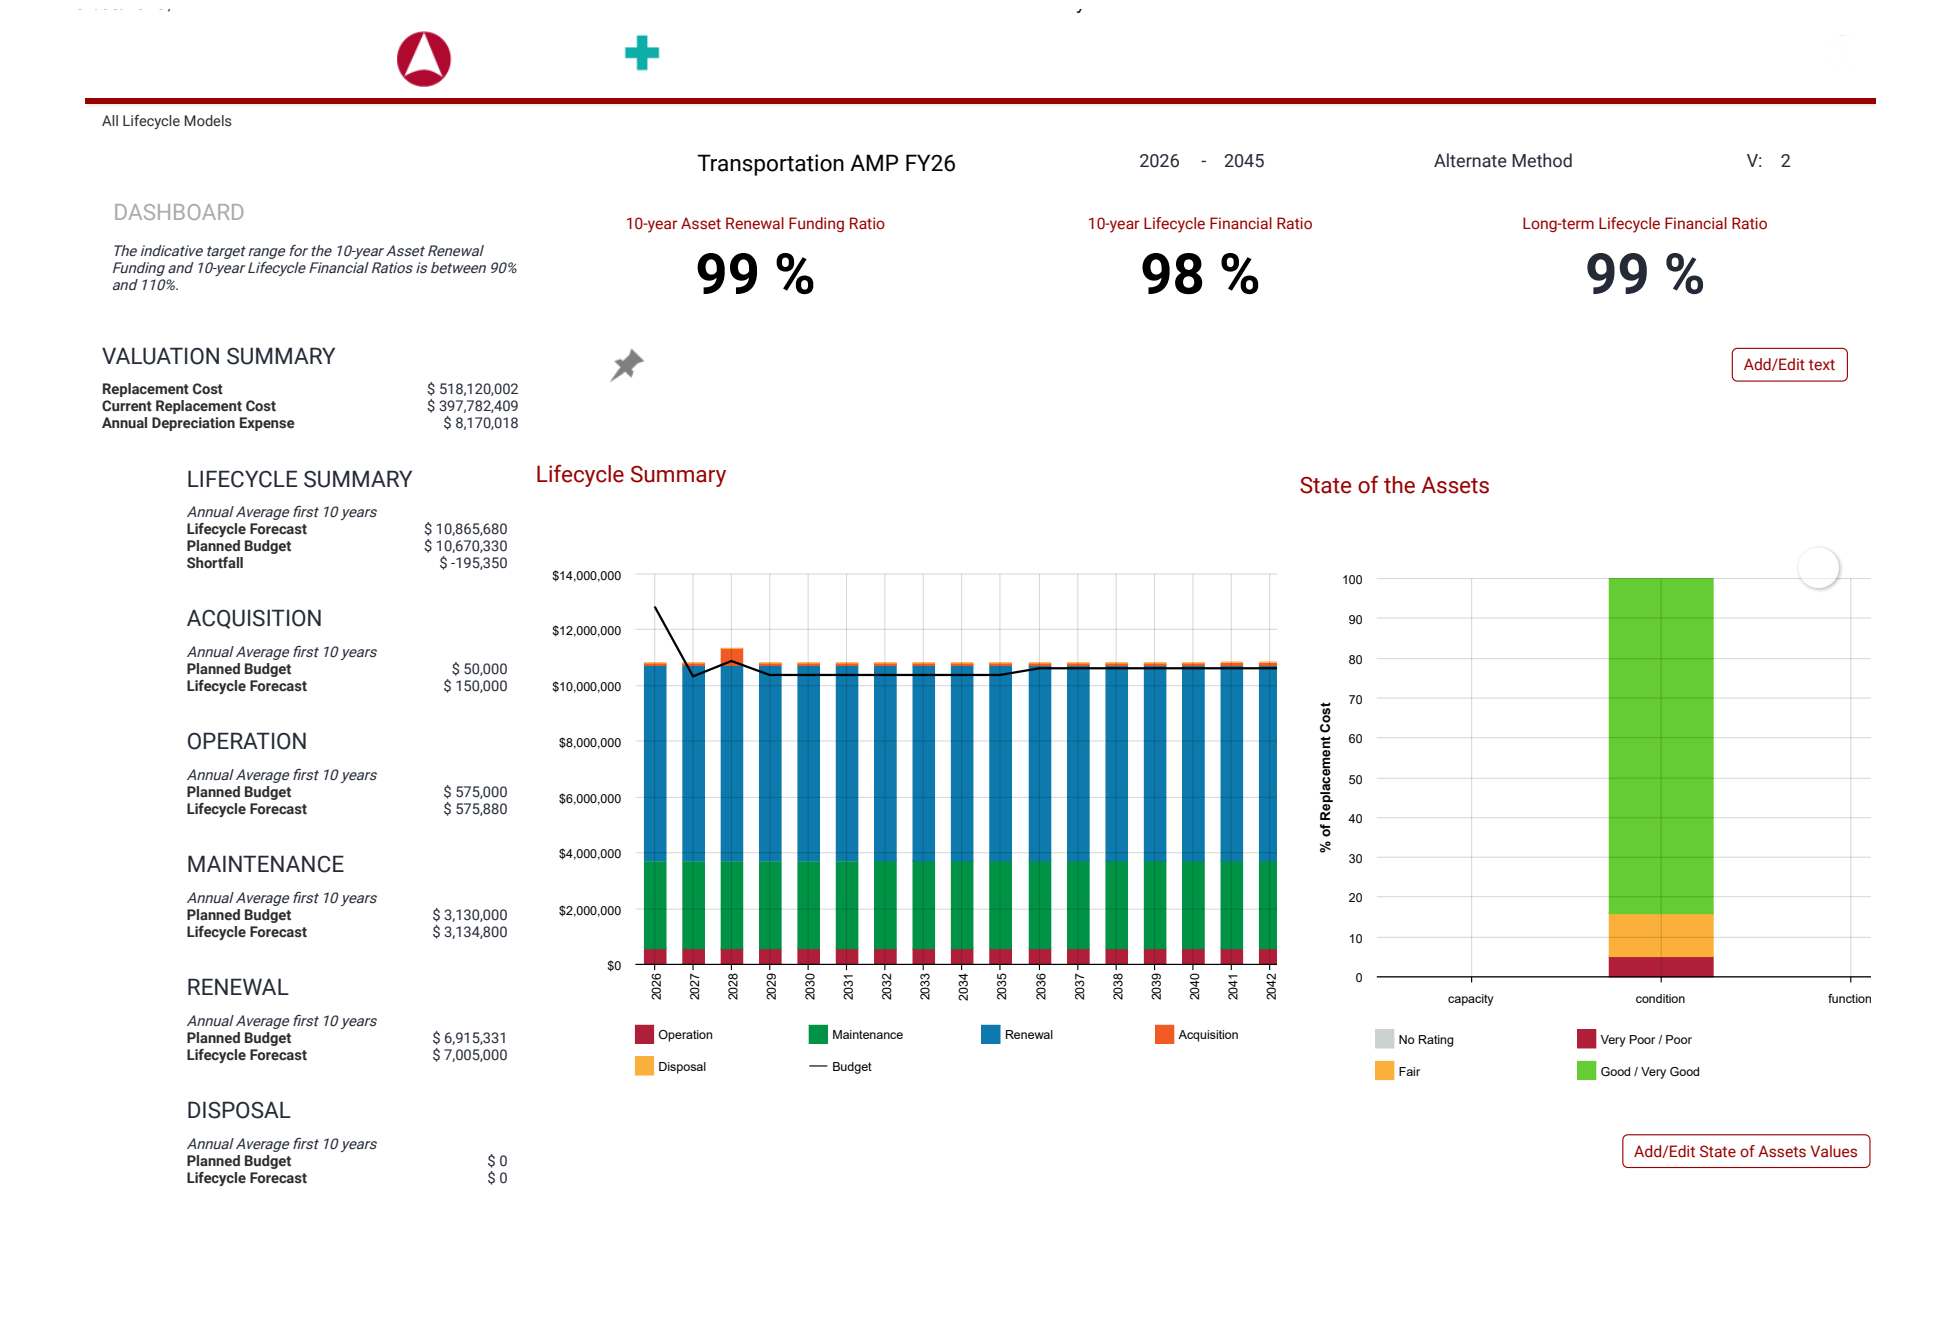 All Lifecycle Models
Transportation AMP FY26
2026 - 2045
Alternate Method
V: 2
DASHBOARD
The indicative target range for the 10-year Asset Renewal
Funding and 10-year Lifecycle Financial Ratios is between 90%
and 110%.
10-year Asset Renewal Funding Ratio
99 %
10-year Lifecycle Financial Ratio
98 %
Long-term Lifecycle Financial Ratio
99 %
VALUATION SUMMARY
Replacement Cost $ 518,120,002
Current Replacement Cost $ 397,782,409
Annual Depreciation Expense $ 8,170,018
Add/Edit text
LIFECYCLE SUMMARY
Annual Average first 10 years
Lifecycle Forecast $ 10,865,680
Planned Budget $ 10,670,330
Shortfall $ -195,350
ACQUISITION
Annual Average first 10 years
Planned Budget $ 50,000
Lifecycle Forecast $ 150,000
OPERATION
Annual Average first 10 years
Planned Budget $ 575,000
Lifecycle Forecast $ 575,880
MAINTENANCE
Annual Average first 10 years
Planned Budget $ 3,130,000
Lifecycle Forecast $ 3,134,800
RENEWAL
Annual Average first 10 years
Planned Budget $ 6,915,331
Lifecycle Forecast $ 7,005,000
DISPOSAL
Annual Average first 10 years
Planned Budget $ 0
Lifecycle Forecast $ 0
Lifecycle Summary
$14,000,000
$12,000,000
$10,000,000
$8,000,000
$6,000,000
$4,000,000
$2,000,000
$0
2026 2027 2028 2029 2030 2031 2032 2033 2034 2035 2036 2037 2038 2039 2040 2041 2042
Operation Maintenance Renewal Acquisition
Disposal Budget
State of the Assets
% of Replacement Cost
100
90
80
70
60
50
40
30
20
10
0
capacity condition function
No Rating Very Poor / Poor
Fair Good / Very Good
Add/Edit State of Assets Values